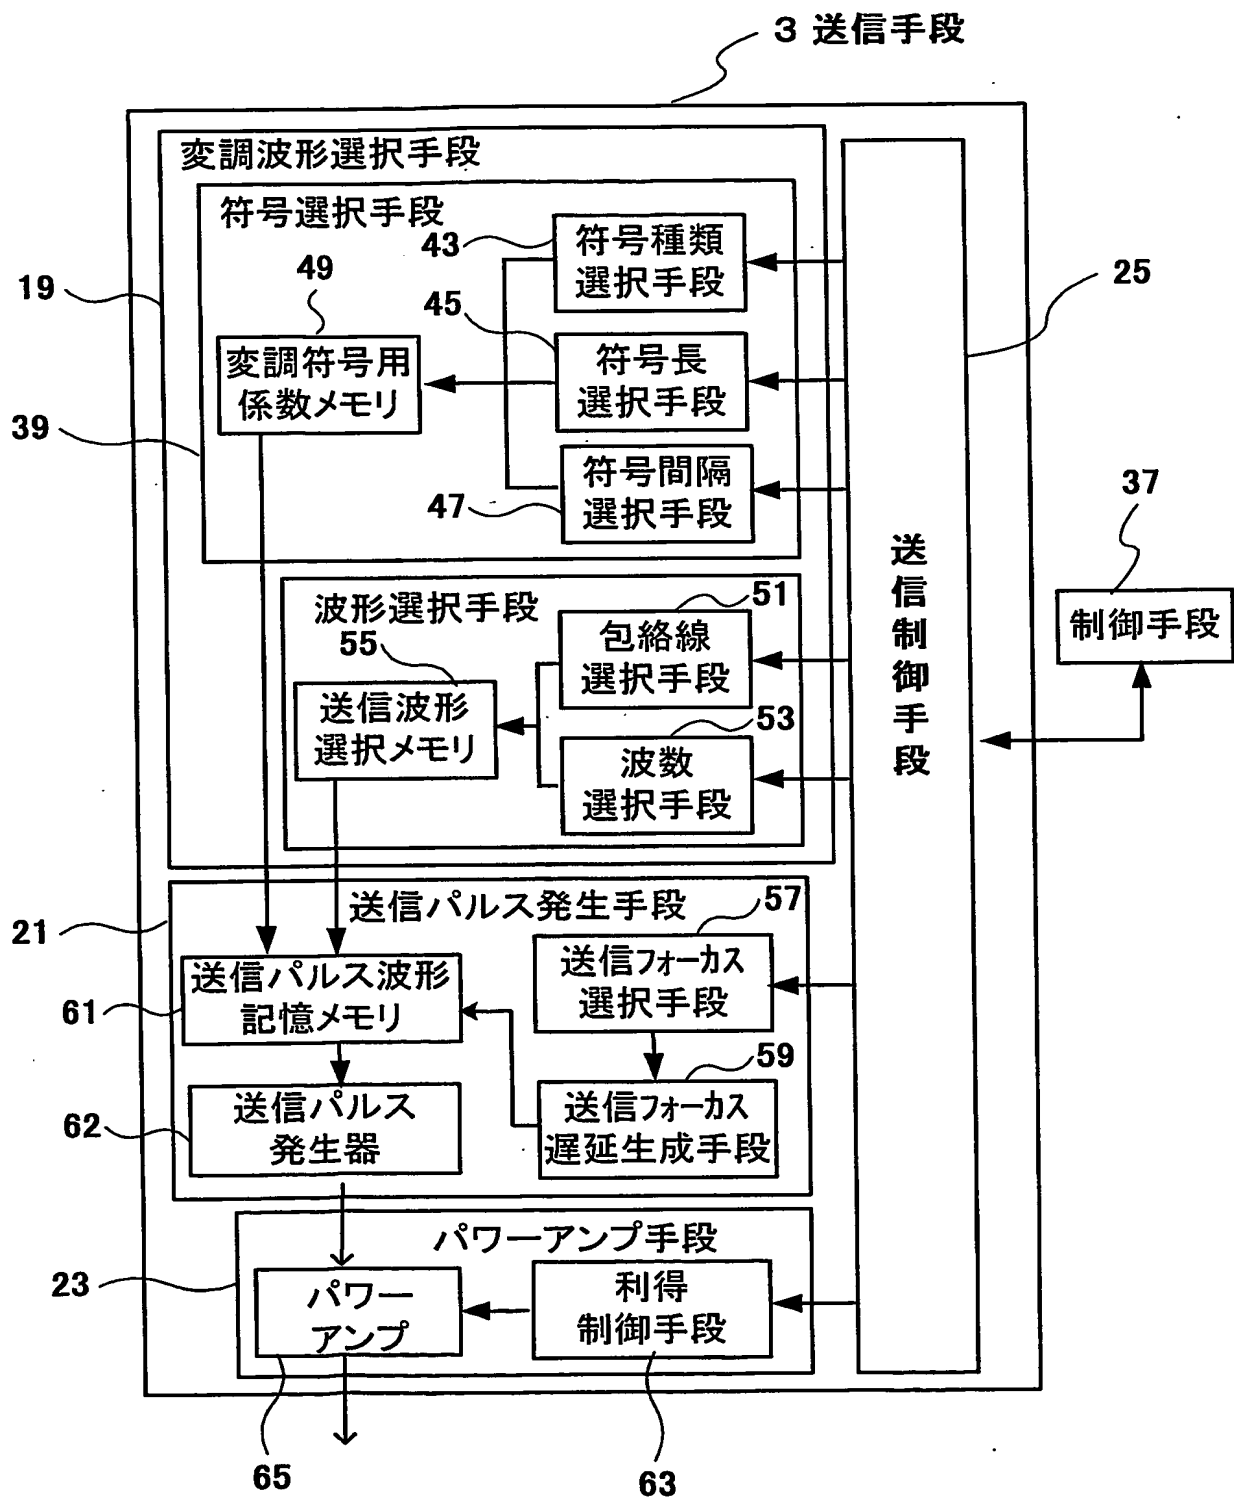 3 送信手段
変調波形選択手段
符号選択手段
43
符号種類
選択手段
19
49
25
45
変調符号用
係数メモリ
符号長
選択手段
39
符号間隔
選択手段
47
37
送信制御手段
制御手段
波形選択手段
51
包絡線
選択手段
55
送信波形
選択メモリ
53
波数
選択手段
21
送信パルス発生手段
57
送信フォーカス
選択手段
送信パルス波形
記憶メモリ
61
59
送信フォーカス
遅延生成手段
62
送信パルス
発生器
パワーアンプ手段
23
パワー
アンプ
利得
制御手段
65
63